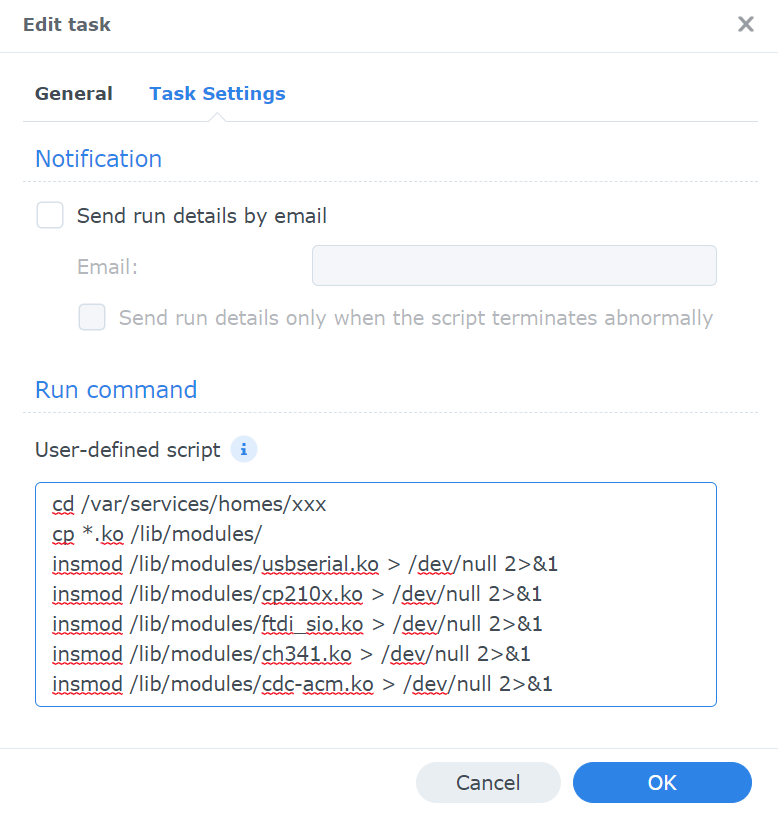 Edit task
General Task Settings
Notification
Send run details by email
Email:
Send run details only when the script terminates abnormally
Run command
User-defined script i
cd /var/services/homes/xxx
cp *.ko /lib/modules/
insmod /lib/modules/usbserial.ko > /dev/null 2>&1
insmod /lib/modules/cp210x.ko > /dev/null 2>&1
insmod /lib/modules/ftdi_sio.ko > /dev/null 2>&1
insmod /lib/modules/ch341.ko > /dev/null 2>&1
insmod /lib/modules/cdc-acm.ko > /dev/null 2>&1
Cancel OK